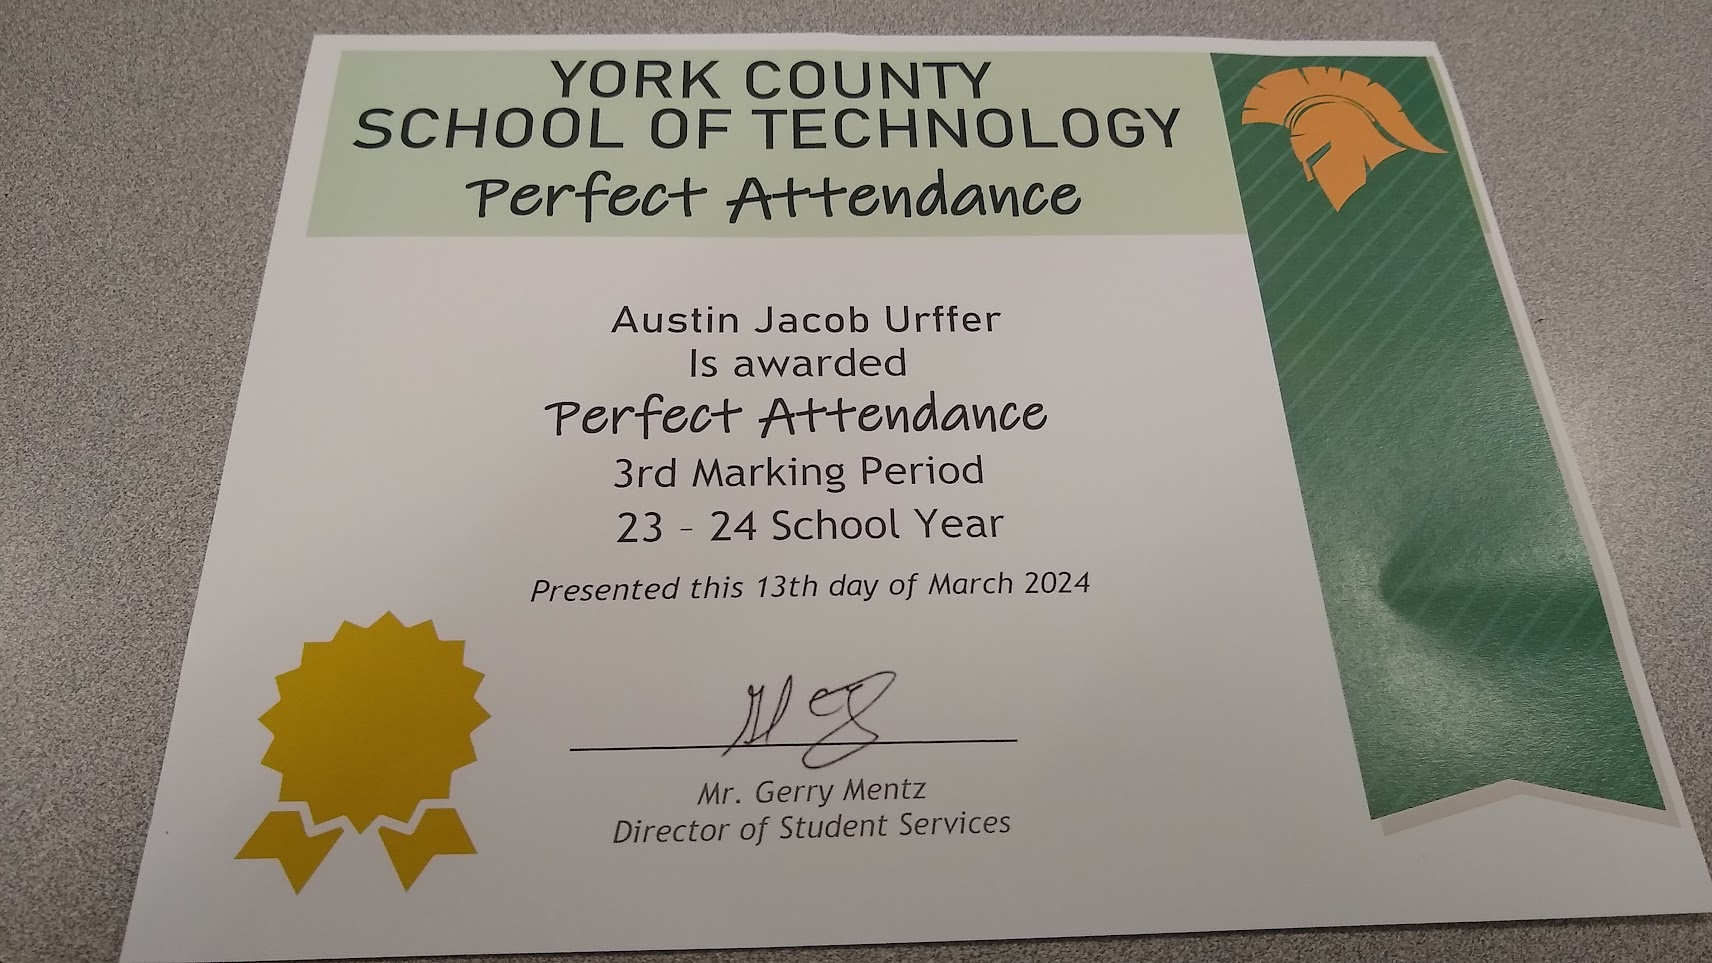 YORK COUNTY
SCHOOL OF TECHNOLOGY
Perfect Attendance
Austin Jacob Urffer
Is awarded
Perfect Attendance
3rd Marking Period
23 - 24 School Year
Presented this 13th day of March 2024
Mr. Gerry Mentz
Director of Student Services